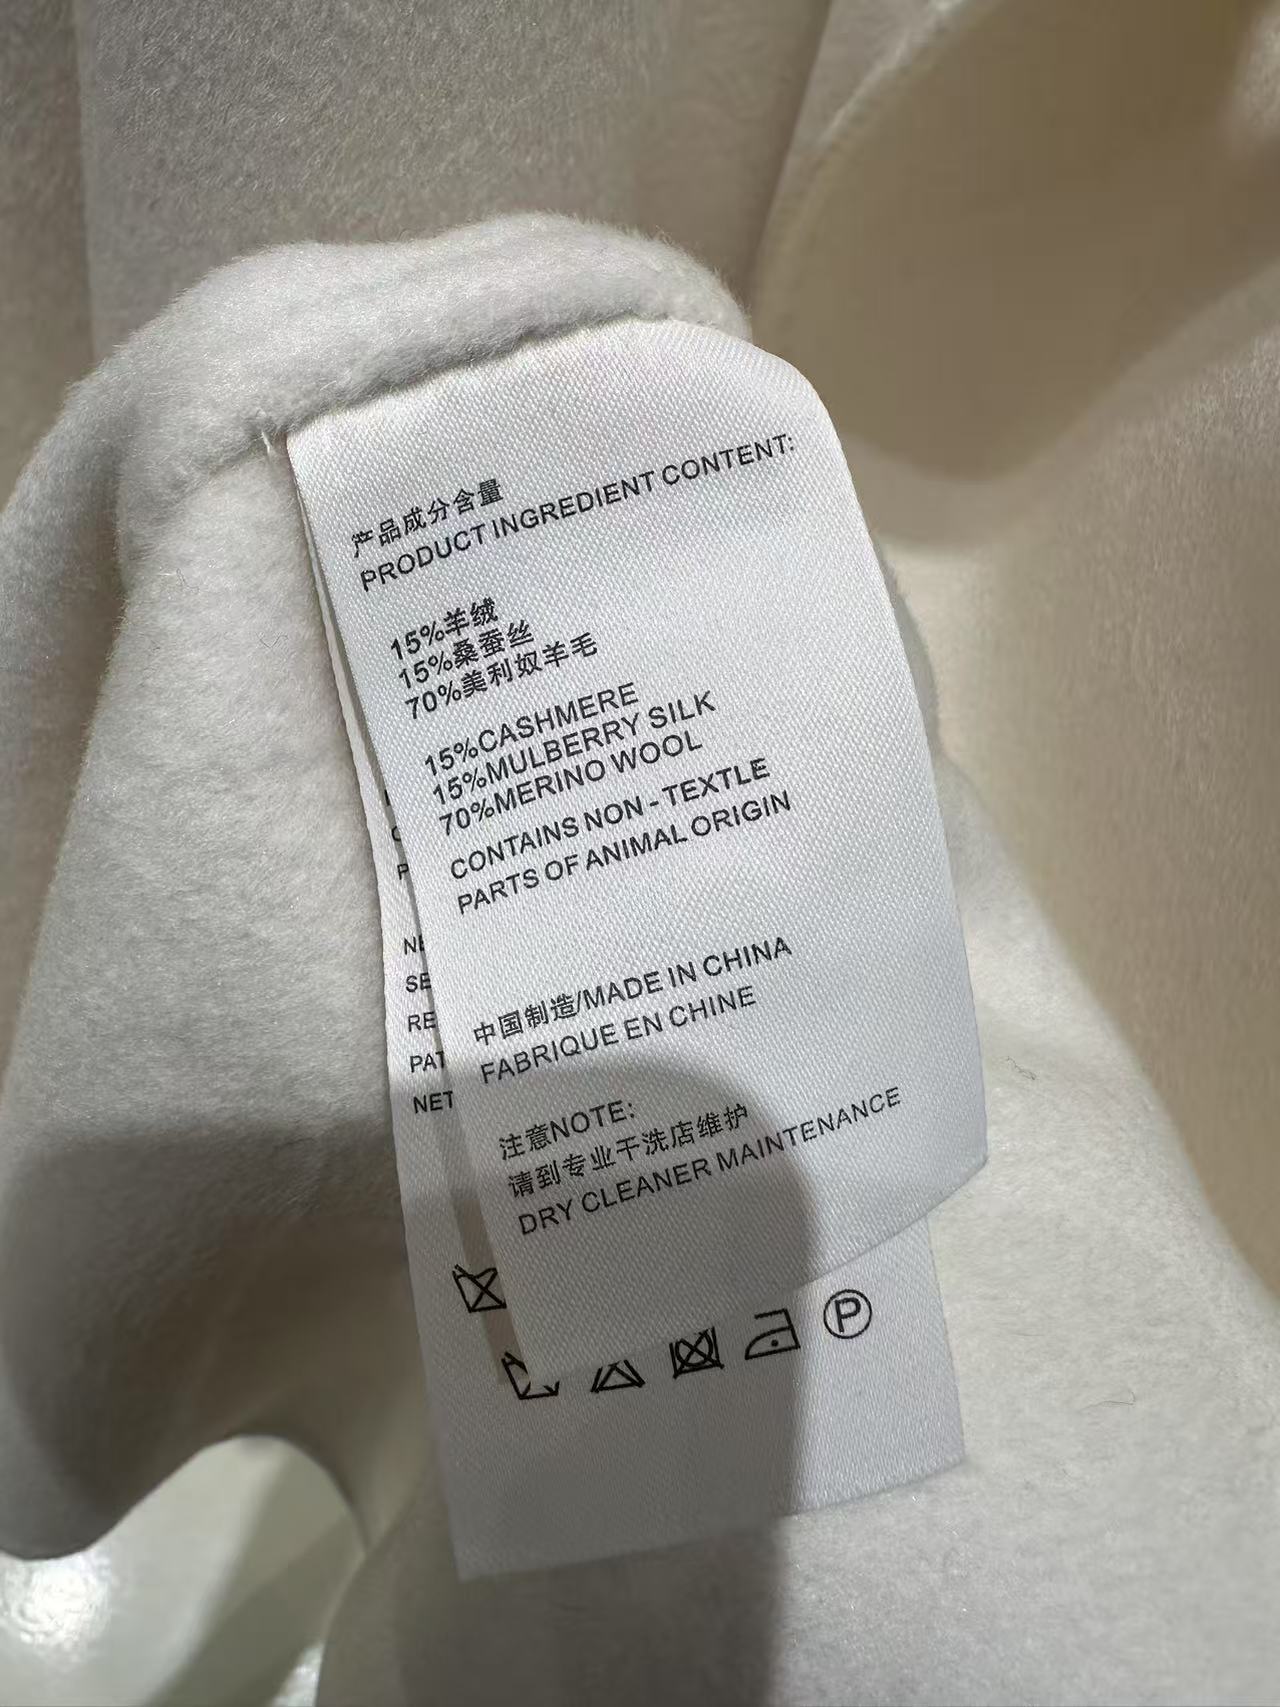 产品成分含量
PRODUCT INGREDIENT CONTENT:
15%羊绒
15%桑蚕丝
70%美利奴羊毛
15%CASHMERE
15%MULBERRY SILK
70%MERINO WOOL
CONTAINS NON - TEXTLE
PARTS OF ANIMAL ORIGIN
中国制造/MADE IN CHINA
FABRIQUE EN CHINE
注意NOTE:
请到专业干洗店维护
DRY CLEANER MAINTENANCE
P